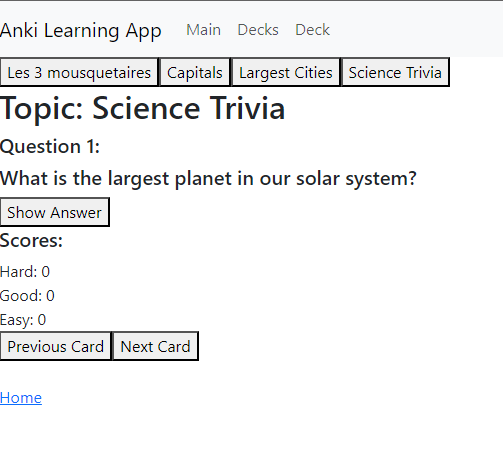 Anki Learning App Main Decks Deck
Les 3 mousquetaires Capitals Largest Cities Science Trivia
Topic: Science Trivia
Question 1:
What is the largest planet in our solar system?
Show Answer
Scores:
Hard: 0
Good: 0
Easy: 0
Previous Card Next Card
Home